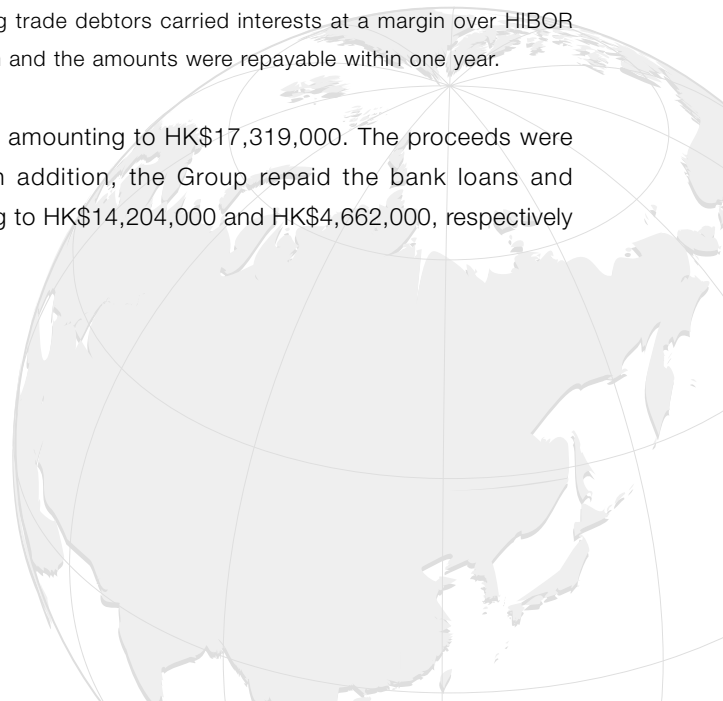 g trade debtors carried interests at a margin over HIBOR
and the amounts were repayable within one year.
amounting to HK$17,319,000. The proceeds were
addition, the Group repaid the bank loans and
g to HK$14,204,000 and HK$4,662,000, respectively